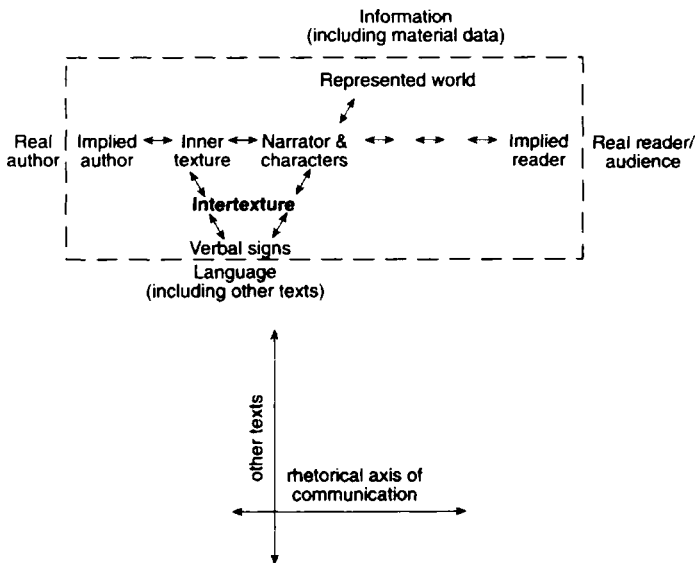 Information
(including material data)
Represented world
Real author
Implied author
Inner texture
Narrator & characters
Implied reader
Real reader/ audience
Intertexture
Verbal signs
Language
(including other texts)
other texts
rhetorical axis of
communication